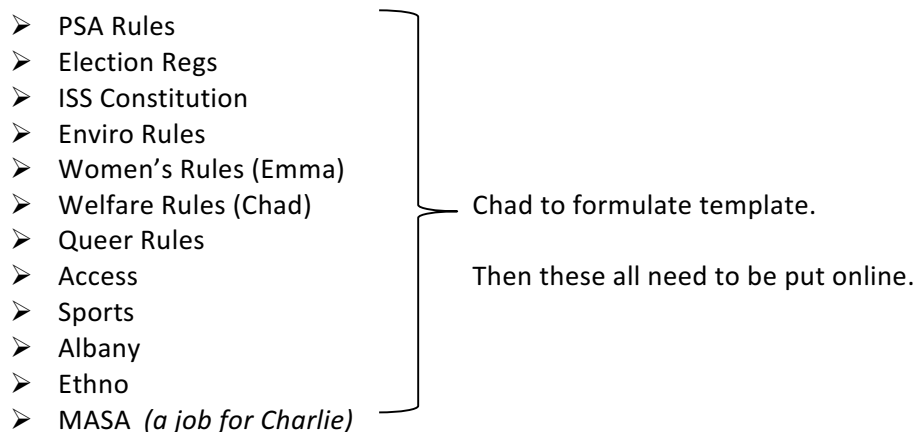 ➢ PSA Rules
➢ Election Regs
➢ ISS Constitution
➢ Enviro Rules
➢ Women’s Rules (Emma)
➢ Welfare Rules (Chad)
➢ Queer Rules
➢ Access
➢ Sports
➢ Albany
➢ Ethno
➢ MASA (a job for Charlie)
Chad to formulate template.
Then these all need to be put online.